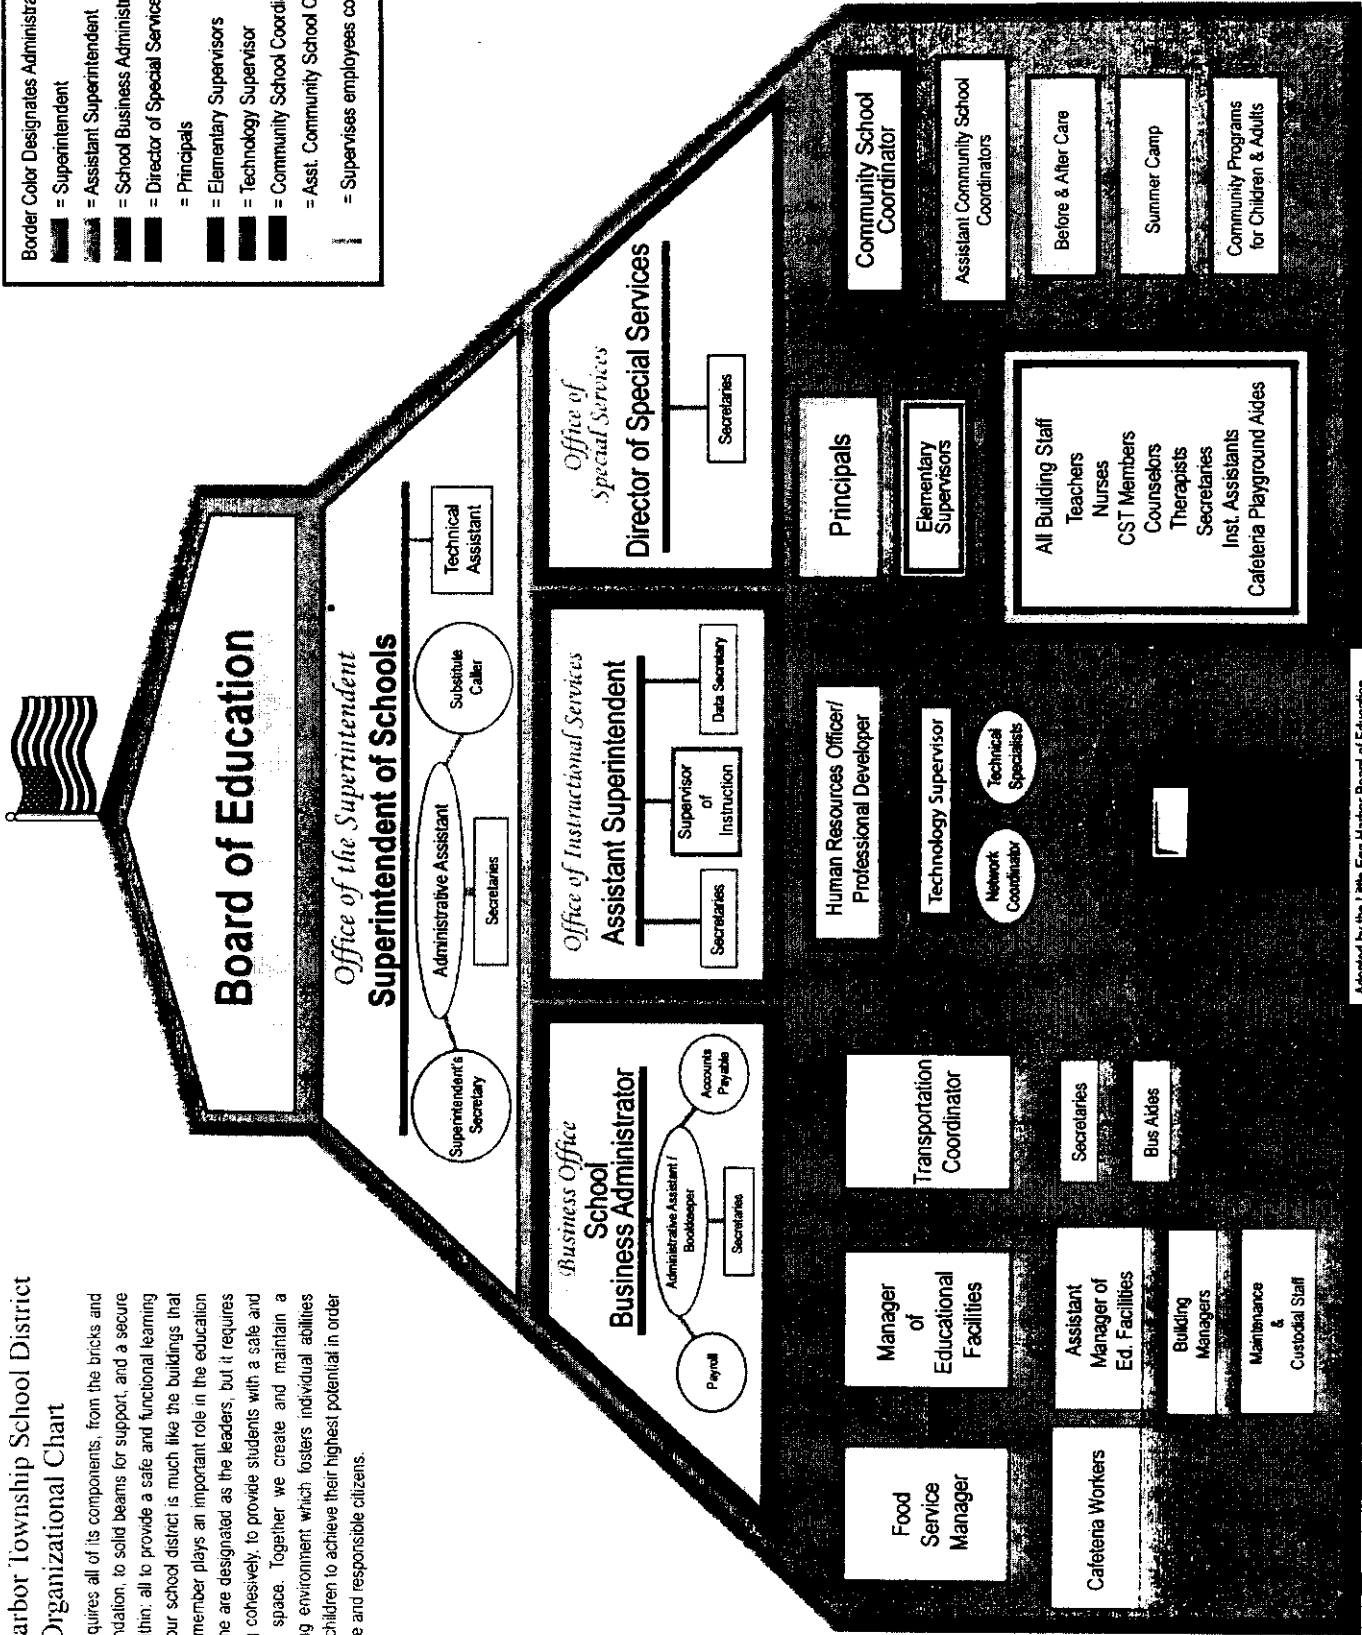 arbor Township School District
Organizational Chart
quires all of its components, from the bricks and
ndation, to solid beams for support, and a secure
thin; all to provide a safe and functional learning
our school district is much like the buildings that
member plays an important role in the education
ne are designated as the leaders, but it requires
g cohesively, to provide students with a safe and
space. Together we create and maintain a
ng environment which fosters individual abilities
children to achieve their highest potential in order
e and responsible citizens.
Border Color Designates Administra
= Superintendent
= Assistant Superintendent
= School Business Administr
= Director of Special Service
= Principals
= Elementary Supervisors
= Technology Supervisor
= Community School Coordi
= Asst. Community School C
= Supervises employees co
Board of Education
Office of the Superintendent
Superintendent of Schools
Superintendent's
Secretary
Administrative Assistant
Secretaries
Substitute
Caller
Technical
Assistant
Business Office
School
Business Administrator
Payroll
Administrative Assistant /
Bookkeeper
Secretaries
Accounts
Payable
Office of Instructional Services
Assistant Superintendent
Secretaries
Supervisor
of
Instruction
Data Secretary
Office of
Special Services
Director of Special Services
Secretaries
Food
Service
Manager
Cafeteria Workers
Manager
of
Educational
Facilities
Assistant
Manager of
Ed. Facilities
Building
Managers
Maintenance
&
Custodial Staff
Transportation
Coordinator
Secretaries
Bus Aides
Human Resources Officer/
Professional Developer
Technology Supervisor
Network
Coordinator
Technical
Specialists
Principals
Elementary
Supervisors
All Building Staff
Teachers
Nurses
CST Members
Counselors
Therapists
Secretaries
Inst. Assistants
Cafeteria Playground Aides
Community School
Coordinator
Assistant Community School
Coordinators
Before & After Care
Summer Camp
Community Programs
for Children & Adults
Adopted by the Little Egg Harbor Board of Education